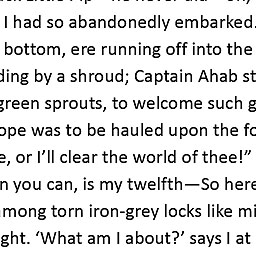 I had so abandonedly embarked.
bottom, ere running off into the
ding by a shroud; Captain Ahab st
green sprouts, to welcome such g
ope was to be hauled upon the fo
e, or I’ll clear the world of thee!”
n you can, is my twelfth—So here
among torn iron-grey locks like mi
ght. ‘What am I about?’ says I at